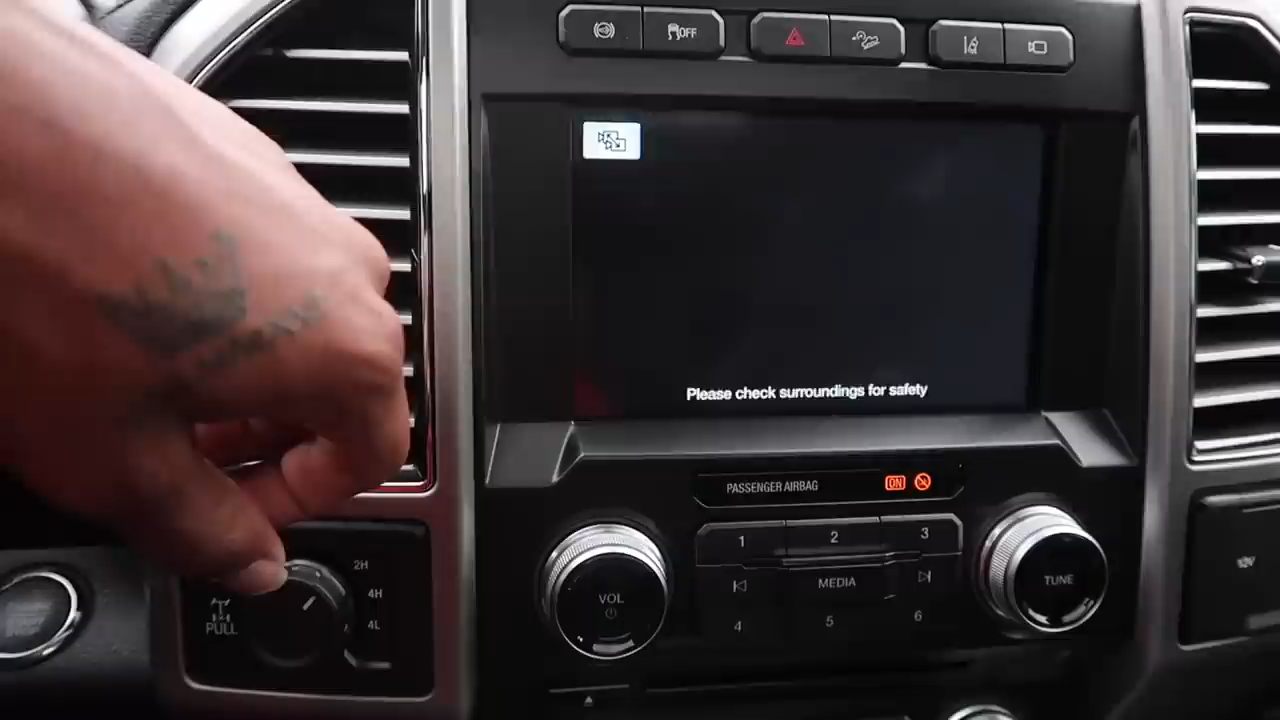 OFF
Please check surroundings for safety
PASSENGER AIRBAG
ON
1
2
3
MEDIA
4
5
6
VOL
TUNE
2H
4H
4L
PULL